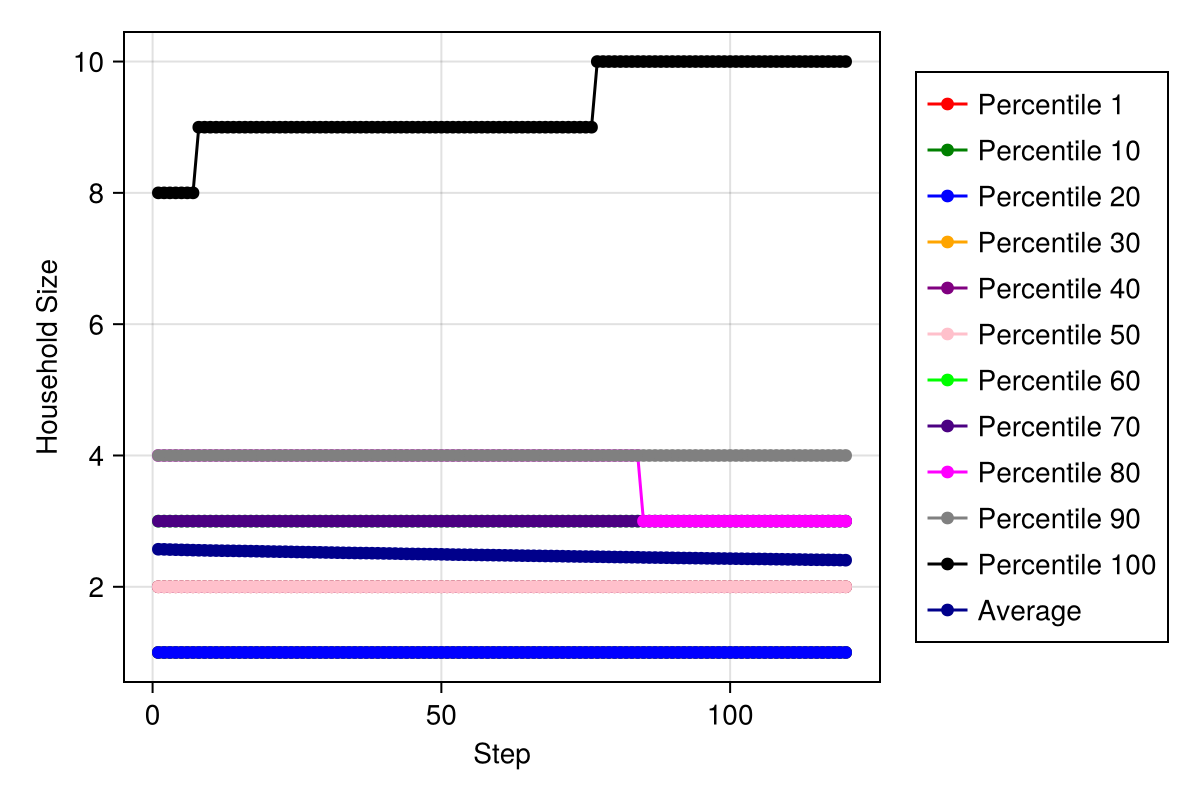 10
8
6
4
2
Household Size
0
50
100
Step
Percentile 1
Percentile 10
Percentile 20
Percentile 30
Percentile 40
Percentile 50
Percentile 60
Percentile 70
Percentile 80
Percentile 90
Percentile 100
Average